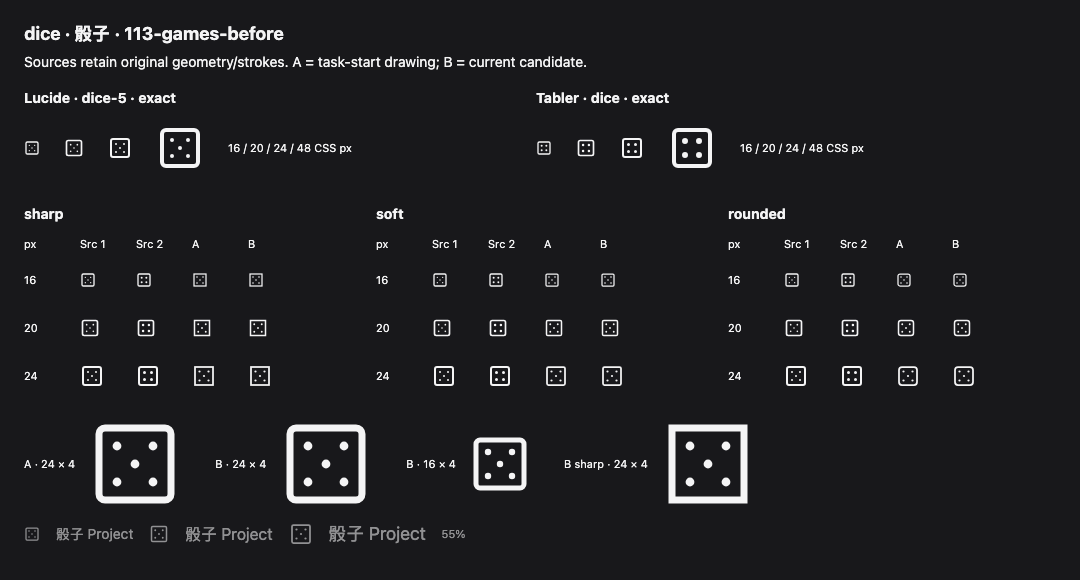 dice · 骰子 · 113-games-before
Sources retain original geometry/strokes. A = task-start drawing; B = current candidate.
Lucide · dice-5 · exact
Tabler · dice · exact
16 / 20 / 24 / 48 CSS px
16 / 20 / 24 / 48 CSS px
sharp
soft
rounded
px Src 1 Src 2 A B
px Src 1 Src 2 A B
px Src 1 Src 2 A B
16
16
16
20
20
20
24
24
24
A · 24 × 4
B · 24 × 4
B · 16 × 4
B sharp · 24 × 4
骰子 Project
骰子 Project
骰子 Project
55%